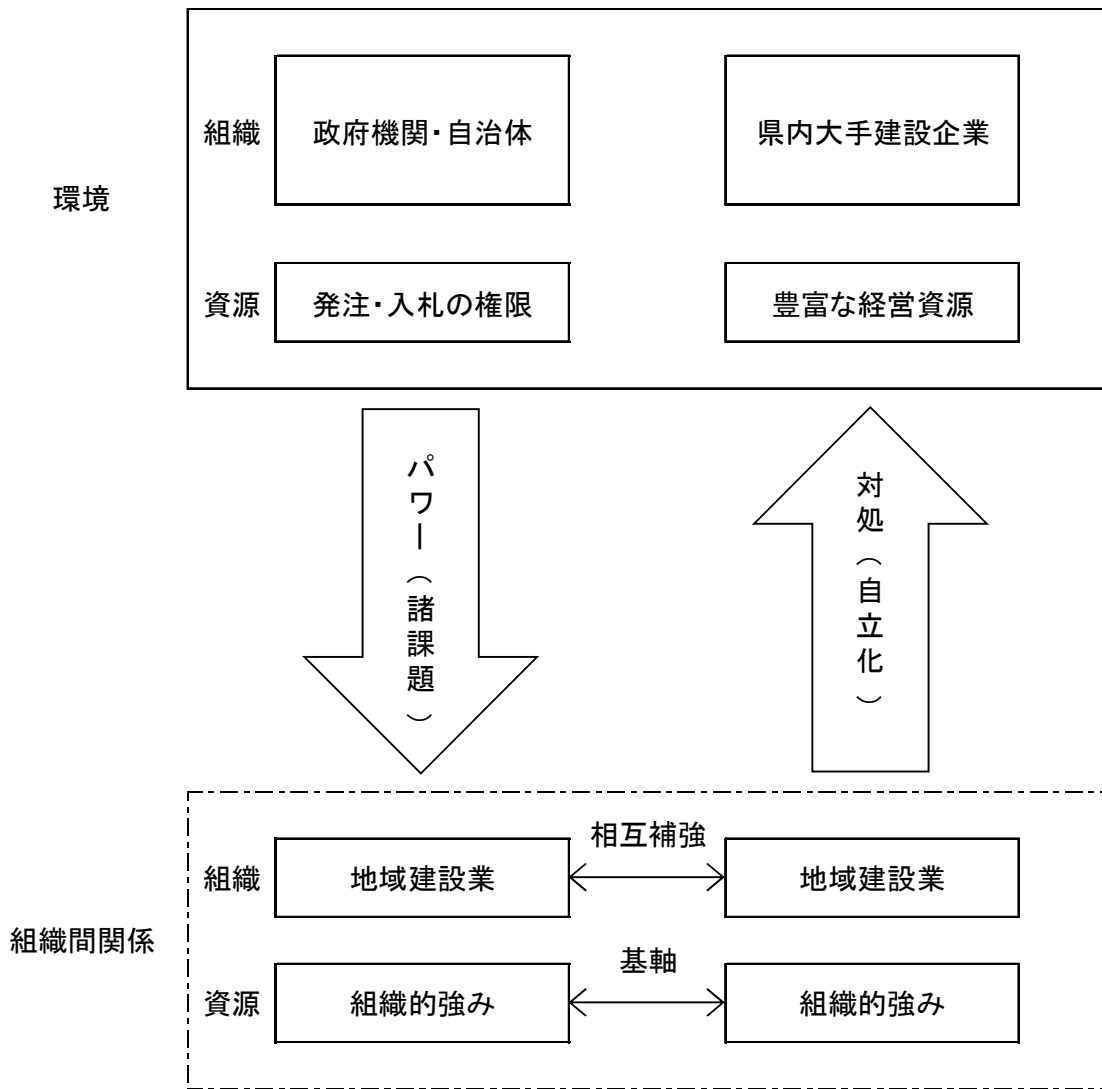 組織
政府機関・自治体
県内大手建設企業
環境
資源
発注・入札の権限
豊富な経営資源
パワー（諸課題）
対処（自立化）
相互補強
組織
地域建設業
地域建設業
組織間関係
基軸
資源
組織的強み
組織的強み